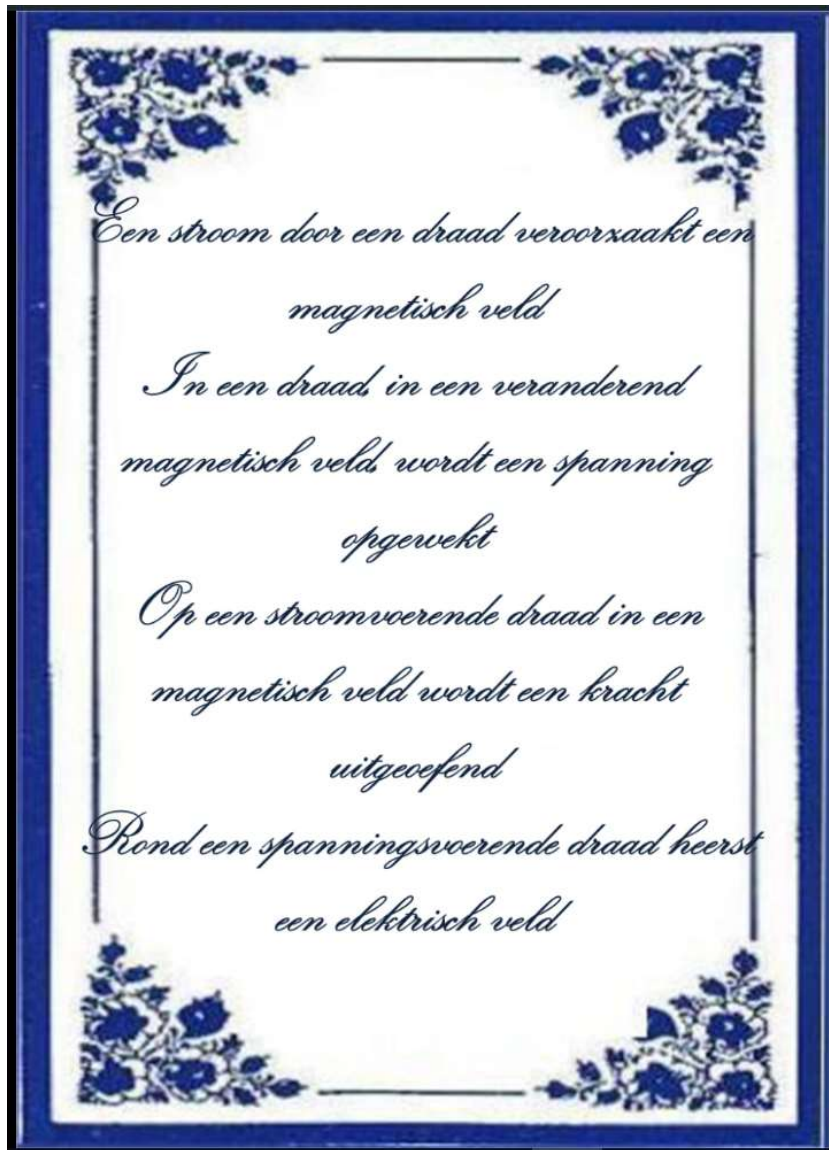 Een stroom door een draad veroorzaakt een
magnetisch veld
In een draad, in een veranderend
magnetisch veld, wordt een spanning
opgewekt
Op een stroomvoerende draad in een
magnetisch veld wordt een kracht
uitgeoefend
Rond een spanningsvoerende draad heerst
een elektrisch veld